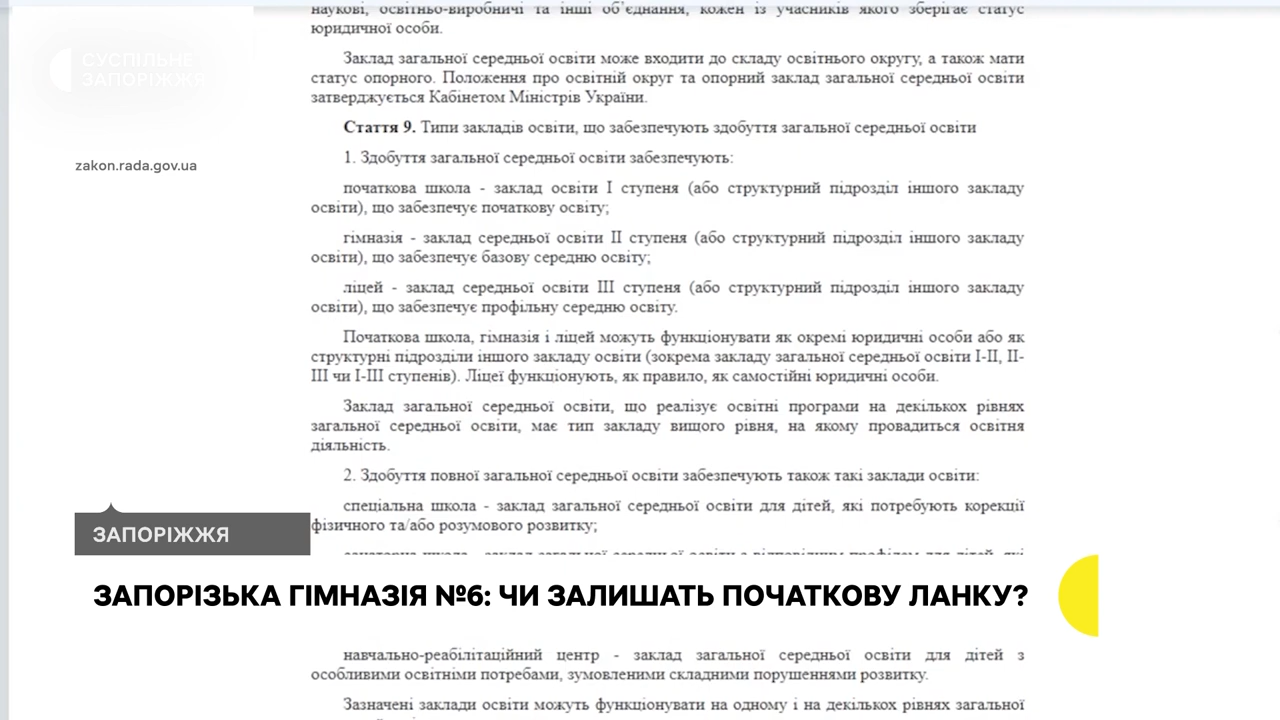 наукові, освітньо-виробничі та інші об'єднання, кожен із учасників якого зберігає статус
юридичної особи.
СУСПІЛЬНЕ
ЗАПОРІЖЖЯ
Заклад загальної середньої освіти може входити до складу освітнього округу, а також мати
статус опорного. Положення про освітній округ та опорний заклад загальної середньої освіти
затверджується Кабінетом Міністрів України.
Стаття 9. Типи закладів освіти, що забезпечують здобуття загальної середньої освіти
zakon.rada.gov.ua
1. Здобуття загальної середньої освіти забезпечують:
початкова школа - заклад освіти I ступеня (або структурний підрозділ іншого закладу
освіти), що забезпечує початкову освіту;
гімназія - заклад середньої освіти II ступеня (або структурний підрозділ іншого закладу
освіти), що забезпечує базову середню освіту;
ліцей - заклад середньої освіти III ступеня (або структурний підрозділ іншого закладу
освіти), що забезпечує профільну середню освіту.
Початкова школа, гімназія і ліцей можуть функціонувати як окремі юридичні особи або як
структурні підрозділи іншого закладу освіти (зокрема закладу загальної середньої освіти I-II, II-
III чи I-III ступенів). Ліцеї функціонують, як правило, як самостійні юридичні особи.
Заклад загальної середньої освіти, що реалізує освітні програми на декількох рівнях
загальної середньої освіти, має тип закладу вищого рівня, на якому провадиться освітня
діяльність.
2. Здобуття повної загальної середньої освіти забезпечують також такі заклади освіти:
спеціальна школа - заклад загальної середньої освіти для дітей, які потребують корекції
фізичного та/або розумового розвитку;
ЗАПОРІЖЖЯ
санаторна школа - заклад загальної середньої освіти з відповідним профілем для дітей, які
ЗАПОРІЗЬКА ГІМНАЗІЯ №6: ЧИ ЗАЛИШАТЬ ПОЧАТКОВУ ЛАНКУ?
навчально-реабілітаційний центр - заклад загальної середньої освіти для дітей з
особливими освітніми потребами, зумовленими складними порушеннями розвитку.
Зазначені заклади освіти можуть функціонувати на одному і на декількох рівнях загальної